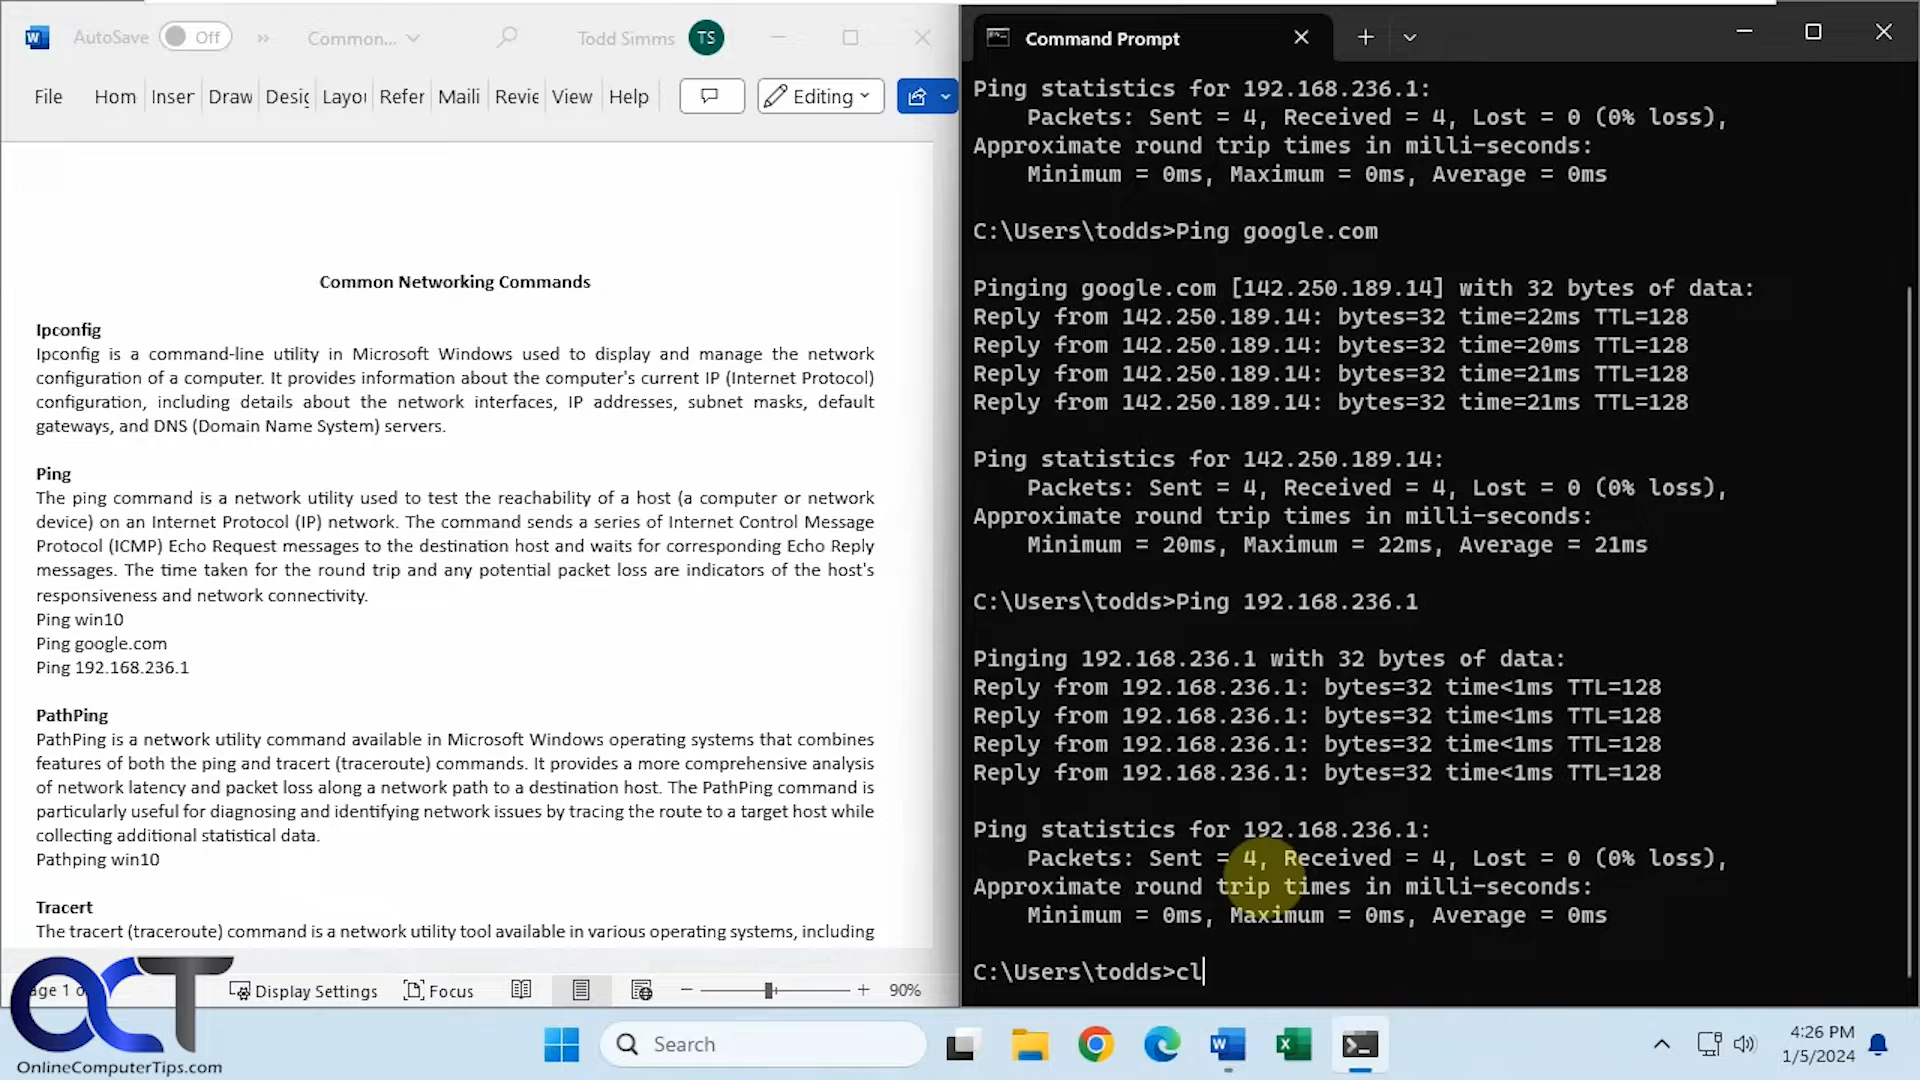 AutoSave Off » Common... Todd Simms TS
File Hom Inser Draw Desig Layou Refer Maili Revie View Help Editing
Common Networking Commands
Ipconfig
Ipconfig is a command-line utility in Microsoft Windows used to display and manage the network
configuration of a computer. It provides information about the computer's current IP (Internet Protocol)
configuration, including details about the network interfaces, IP addresses, subnet masks, default
gateways, and DNS (Domain Name System) servers.
Ping
The ping command is a network utility used to test the reachability of a host (a computer or network
device) on an Internet Protocol (IP) network. The command sends a series of Internet Control Message
Protocol (ICMP) Echo Request messages to the destination host and waits for corresponding Echo Reply
messages. The time taken for the round trip and any potential packet loss are indicators of the host's
responsiveness and network connectivity.
Ping win10
Ping google.com
Ping 192.168.236.1
PathPing
PathPing is a network utility command available in Microsoft Windows operating systems that combines
features of both the ping and tracert (traceroute) commands. It provides a more comprehensive analysis
of network latency and packet loss along a network path to a destination host. The PathPing command is
particularly useful for diagnosing and identifying network issues by tracing the route to a target host while
collecting additional statistical data.
Pathping win10
Tracert
The tracert (traceroute) command is a network utility tool available in various operating systems, including
age 1 o
Display Settings Focus 90%
Command Prompt
Ping statistics for 192.168.236.1:
Packets: Sent = 4, Received = 4, Lost = 0 (0% loss),
Approximate round trip times in milli-seconds:
Minimum = 0ms, Maximum = 0ms, Average = 0ms
C:\Users\todds>Ping google.com
Pinging google.com [142.250.189.14] with 32 bytes of data:
Reply from 142.250.189.14: bytes=32 time=22ms TTL=128
Reply from 142.250.189.14: bytes=32 time=20ms TTL=128
Reply from 142.250.189.14: bytes=32 time=21ms TTL=128
Reply from 142.250.189.14: bytes=32 time=21ms TTL=128
Ping statistics for 142.250.189.14:
Packets: Sent = 4, Received = 4, Lost = 0 (0% loss),
Approximate round trip times in milli-seconds:
Minimum = 20ms, Maximum = 22ms, Average = 21ms
C:\Users\todds>Ping 192.168.236.1
Pinging 192.168.236.1 with 32 bytes of data:
Reply from 192.168.236.1: bytes=32 time<1ms TTL=128
Reply from 192.168.236.1: bytes=32 time<1ms TTL=128
Reply from 192.168.236.1: bytes=32 time<1ms TTL=128
Reply from 192.168.236.1: bytes=32 time<1ms TTL=128
Ping statistics for 192.168.236.1:
Packets: Sent = 4, Received = 4, Lost = 0 (0% loss),
Approximate round trip times in milli-seconds:
Minimum = 0ms, Maximum = 0ms, Average = 0ms
C:\Users\todds>cl
OCT
OnlineComputerTips.com
Search
4:26 PM
1/5/2024